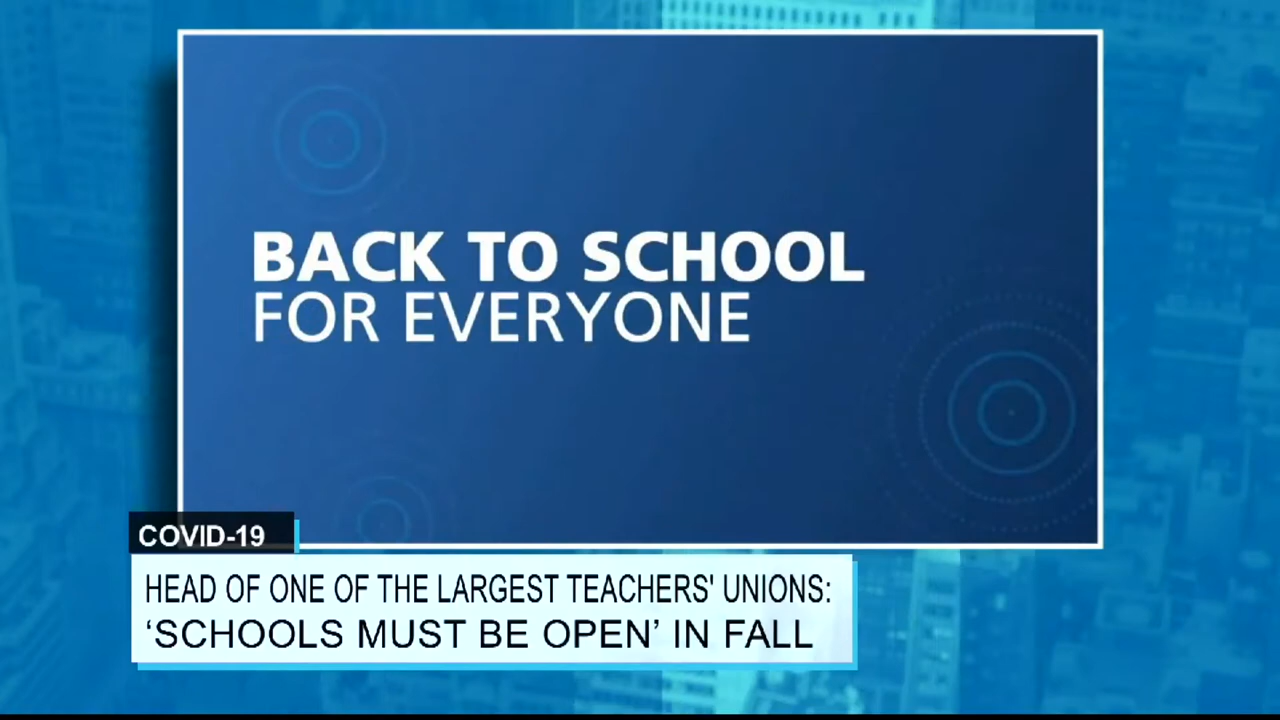 BACK TO SCHOOL
FOR EVERYONE
COVID-19
HEAD OF ONE OF THE LARGEST TEACHERS' UNIONS:
‘SCHOOLS MUST BE OPEN’ IN FALL